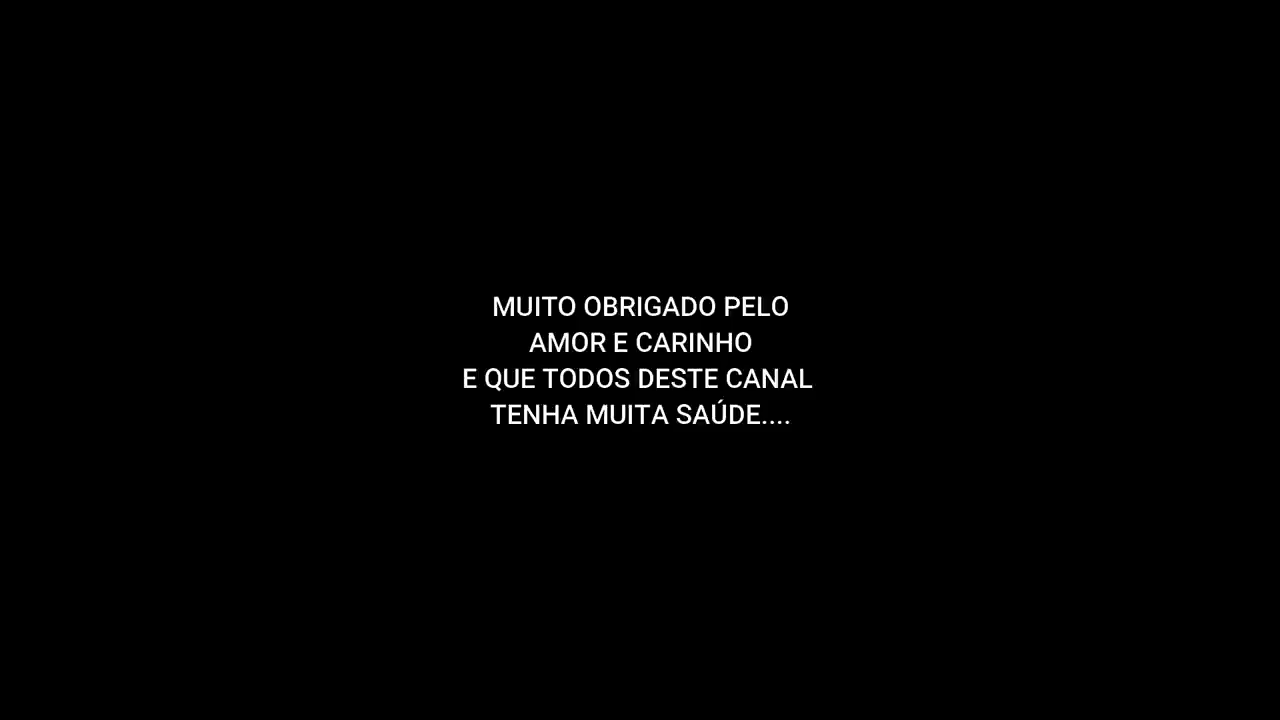 MUITO OBRIGADO PELO
AMOR E CARINHO
E QUE TODOS DESTE CANAL
TENHA MUITA SAÚDE....